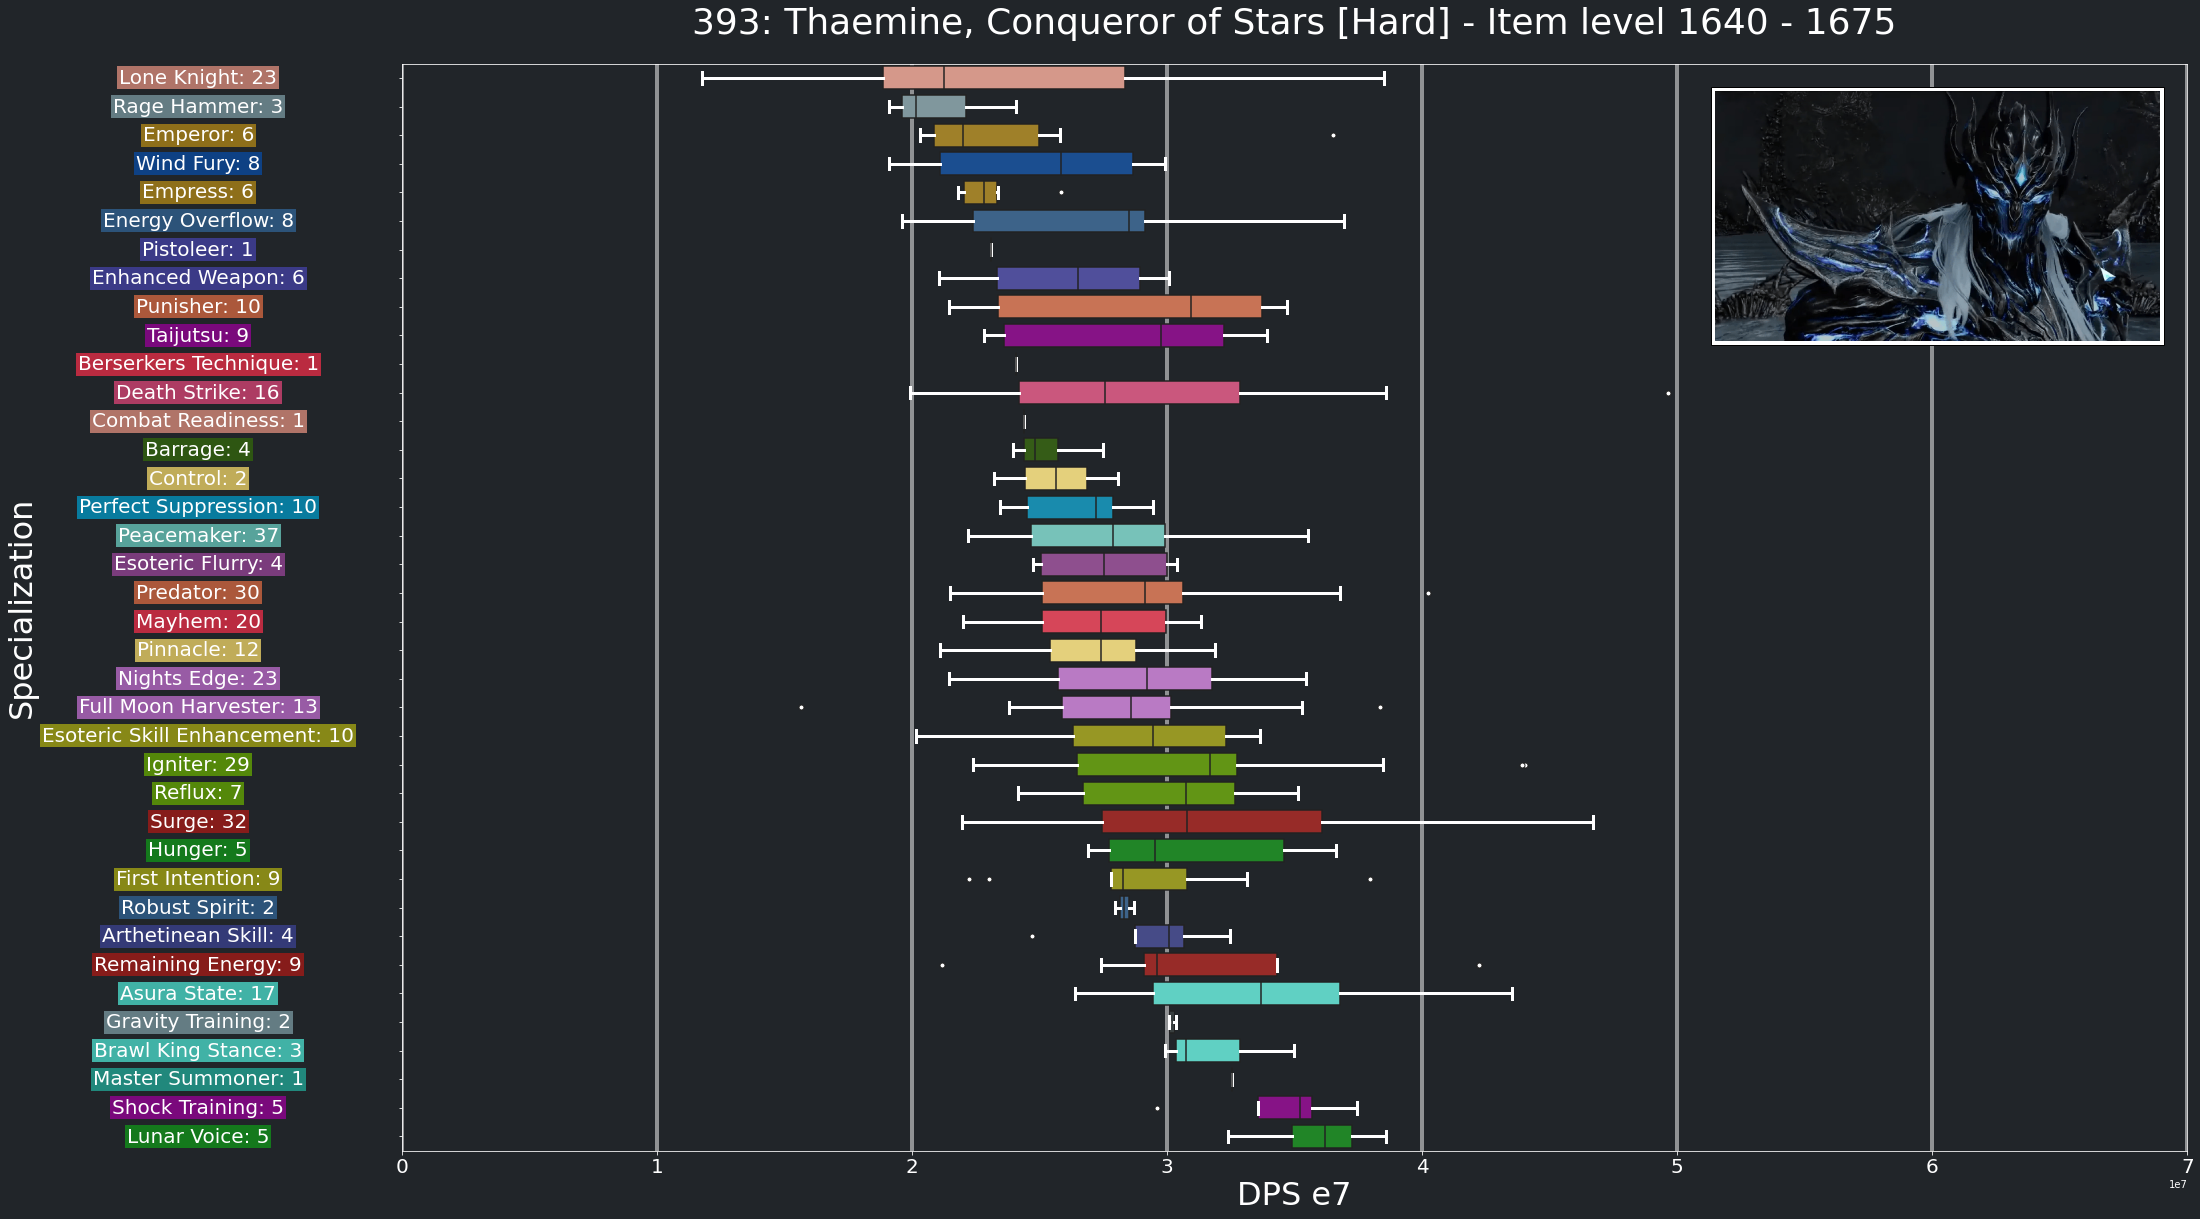 393: Thaemine, Conqueror of Stars [Hard] - Item level 1640 - 1675
Specialization
Lone Knight: 23
Rage Hammer: 3
Emperor: 6
Wind Fury: 8
Empress: 6
Energy Overflow: 8
Pistoleer: 1
Enhanced Weapon: 6
Punisher: 10
Taijutsu: 9
Berserkers Technique: 1
Death Strike: 16
Combat Readiness: 1
Barrage: 4
Control: 2
Perfect Suppression: 10
Peacemaker: 37
Esoteric Flurry: 4
Predator: 30
Mayhem: 20
Pinnacle: 12
Nights Edge: 23
Full Moon Harvester: 13
Esoteric Skill Enhancement: 10
Igniter: 29
Reflux: 7
Surge: 32
Hunger: 5
First Intention: 9
Robust Spirit: 2
Arthetinean Skill: 4
Remaining Energy: 9
Asura State: 17
Gravity Training: 2
Brawl King Stance: 3
Master Summoner: 1
Shock Training: 5
Lunar Voice: 5
0 1 2 3 4 5 6 7
1e7
DPS e7